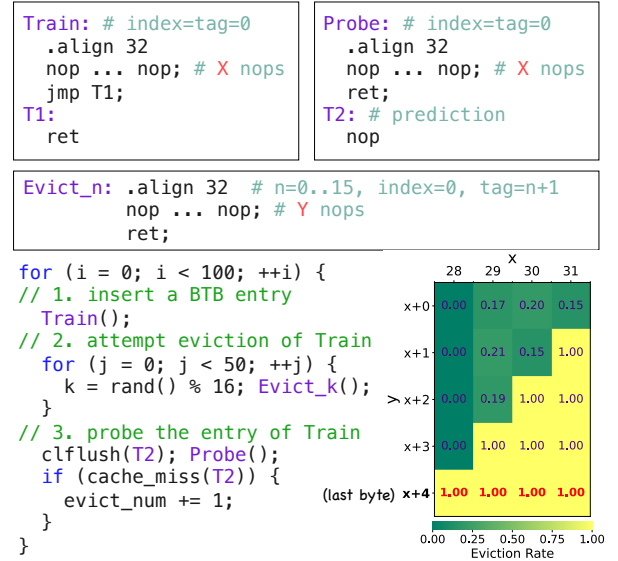 Train: # index=tag=0
.align 32
nop ... nop; # X nops
jmp T1;
T1:
ret
Probe: # index=tag=0
.align 32
nop ... nop; # X nops
ret;
T2: # prediction
nop
Evict_n: .align 32 # n=0..15, index=0, tag=n+1
nop ... nop; # Y nops
ret;
for (i = 0; i < 100; ++i) {
// 1. insert a BTB entry
Train();
// 2. attempt eviction of Train
for (j = 0; j < 50; ++j) {
k = rand() % 16; Evict_k();
}
// 3. probe the entry of Train
clflush(T2); Probe();
if (cache_miss(T2)) {
evict_num += 1;
}
}
x
28 29 30 31
y
x+0 0.00 0.17 0.20 0.15
x+1 0.00 0.21 0.15 1.00
x+2 0.00 0.19 1.00 1.00
x+3 0.00 1.00 1.00 1.00
(last byte) x+4 1.00 1.00 1.00 1.00
0.00 0.25 0.50 0.75 1.00
Eviction Rate